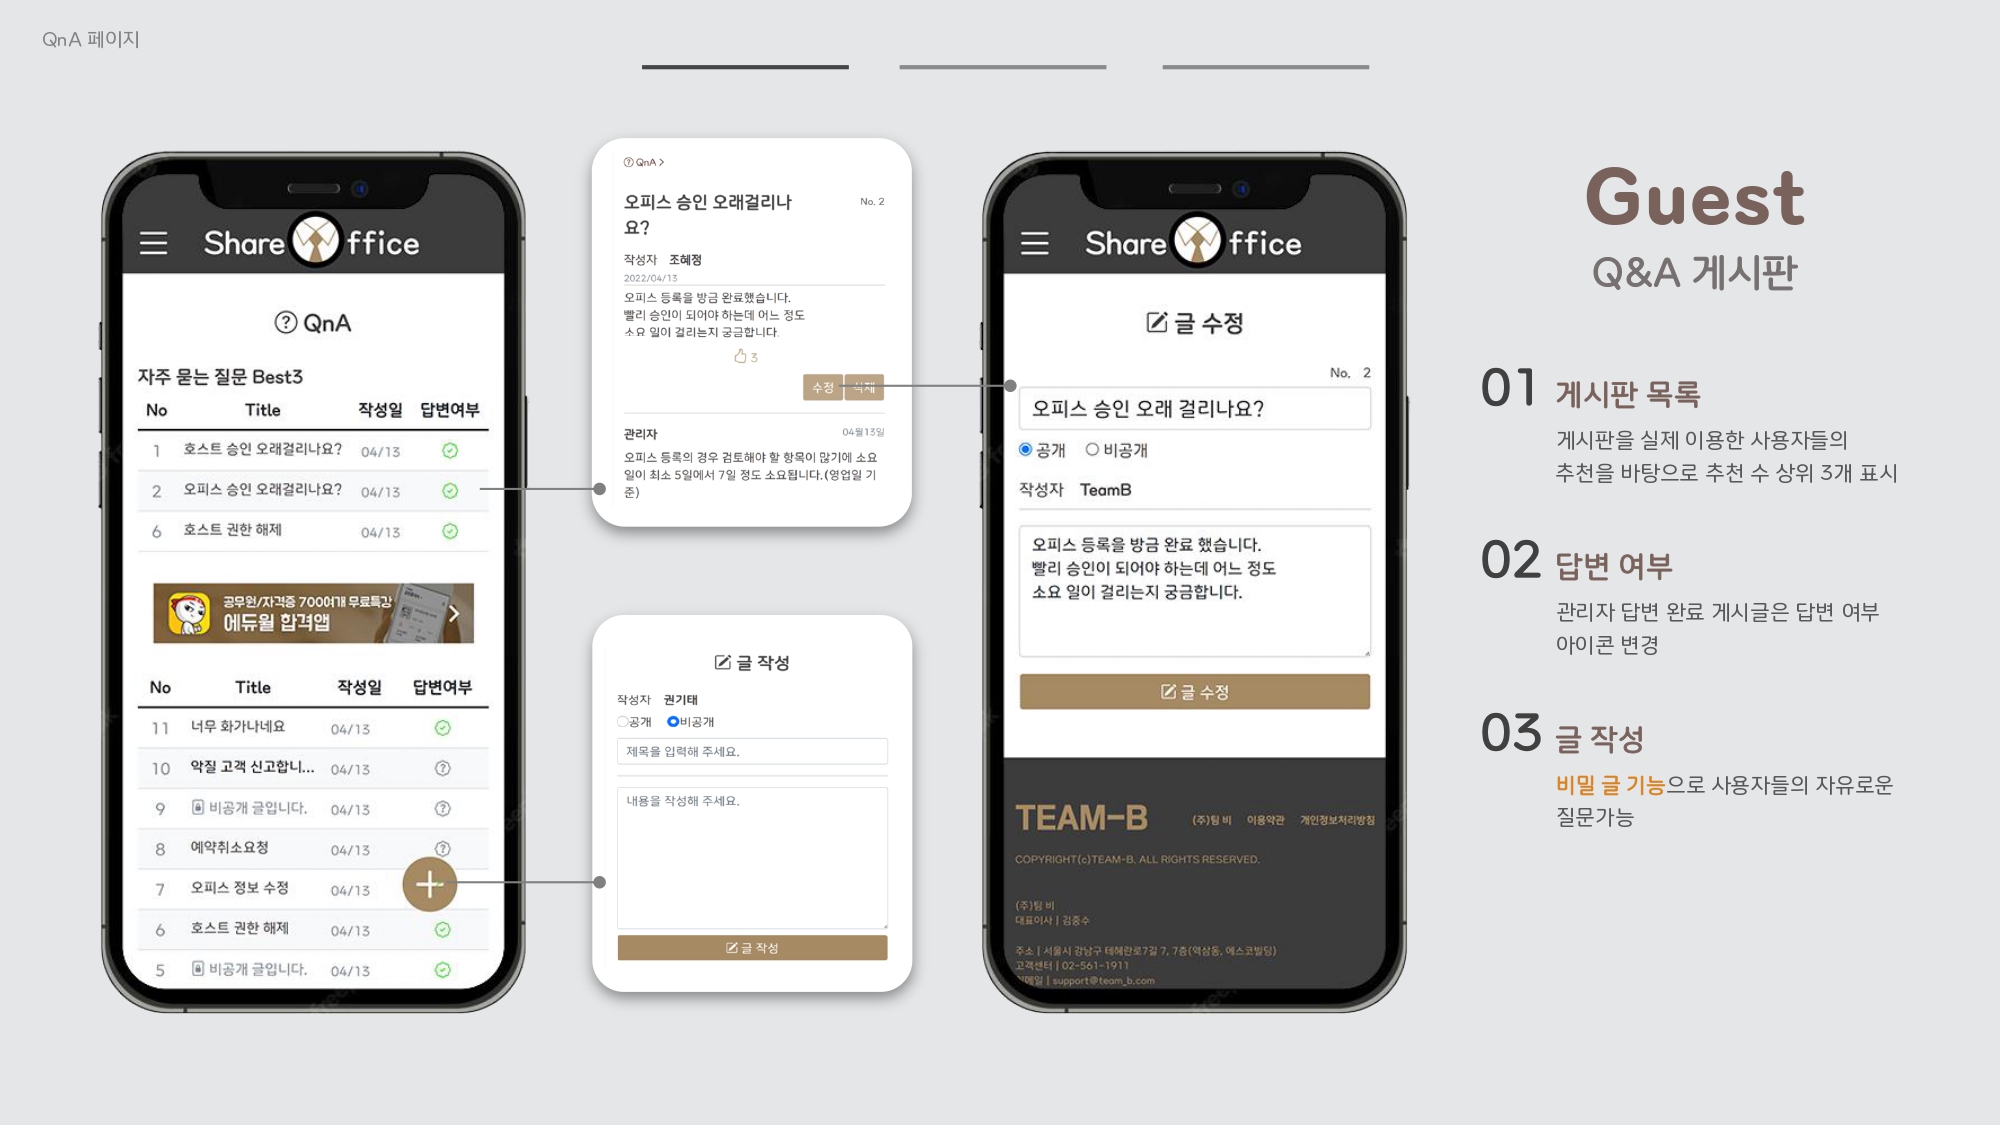 QnA 페이지
Share ffice
QnA
자주 묻는 질문 Best3
No Title 작성일 답변여부
1 호스트 승인 오래걸리나요? 04/13
2 오피스 승인 오래걸리나요? 04/13
6 호스트 권한 해제 04/13
공무원/자격증 700여개 무료특강
에듀윌 합격앱
No Title 작성일 답변여부
11 너무 화가나네요 04/13
10 악질 고객 신고합니... 04/13
9 비공개 글입니다. 04/13
8 예약취소요청 04/13
7 오피스 정보 수정 04/13
6 호스트 권한 해제 04/13
5 비공개 글입니다. 04/13
QnA >
오피스 승인 오래걸리나
요?
No. 2
작성자 조혜정
2022/04/13
오피스 등록을 방금 완료했습니다.
빨리 승인이 되어야 하는데 어느 정도
소요 일이 걸리는지 궁금합니다.
3
수정 삭제
관리자 04월13일
오피스 등록의 경우 검토해야 할 항목이 많기에 소요
일이 최소 5일에서 7일 정도 소요됩니다.(영업일 기
준)
글 작성
작성자 권기태
공개 비공개
제목을 입력해 주세요.
내용을 작성해 주세요.
글 작성
Share ffice
글 수정
No. 2
오피스 승인 오래 걸리나요?
공개 비공개
작성자 TeamB
오피스 등록을 방금 완료 했습니다.
빨리 승인이 되어야 하는데 어느 정도
소요 일이 걸리는지 궁금합니다.
글 수정
TEAM-B (주)팀 비 이용약관 개인정보처리방침
COPYRIGHT(c)TEAM-B. ALL RIGHTS RESERVED.
(주)팀 비
대표이사 | 김중수
주소 | 서울시 강남구 테헤란로7길 7, 7층(역삼동, 에스코빌딩)
고객센터 | 02-561-1911
이메일 | support@team_b.com
Guest
Q&A 게시판
01 게시판 목록
게시판을 실제 이용한 사용자들의
추천을 바탕으로 추천 수 상위 3개 표시
02 답변 여부
관리자 답변 완료 게시글은 답변 여부
아이콘 변경
03 글 작성
비밀 글 기능으로 사용자들의 자유로운
질문가능